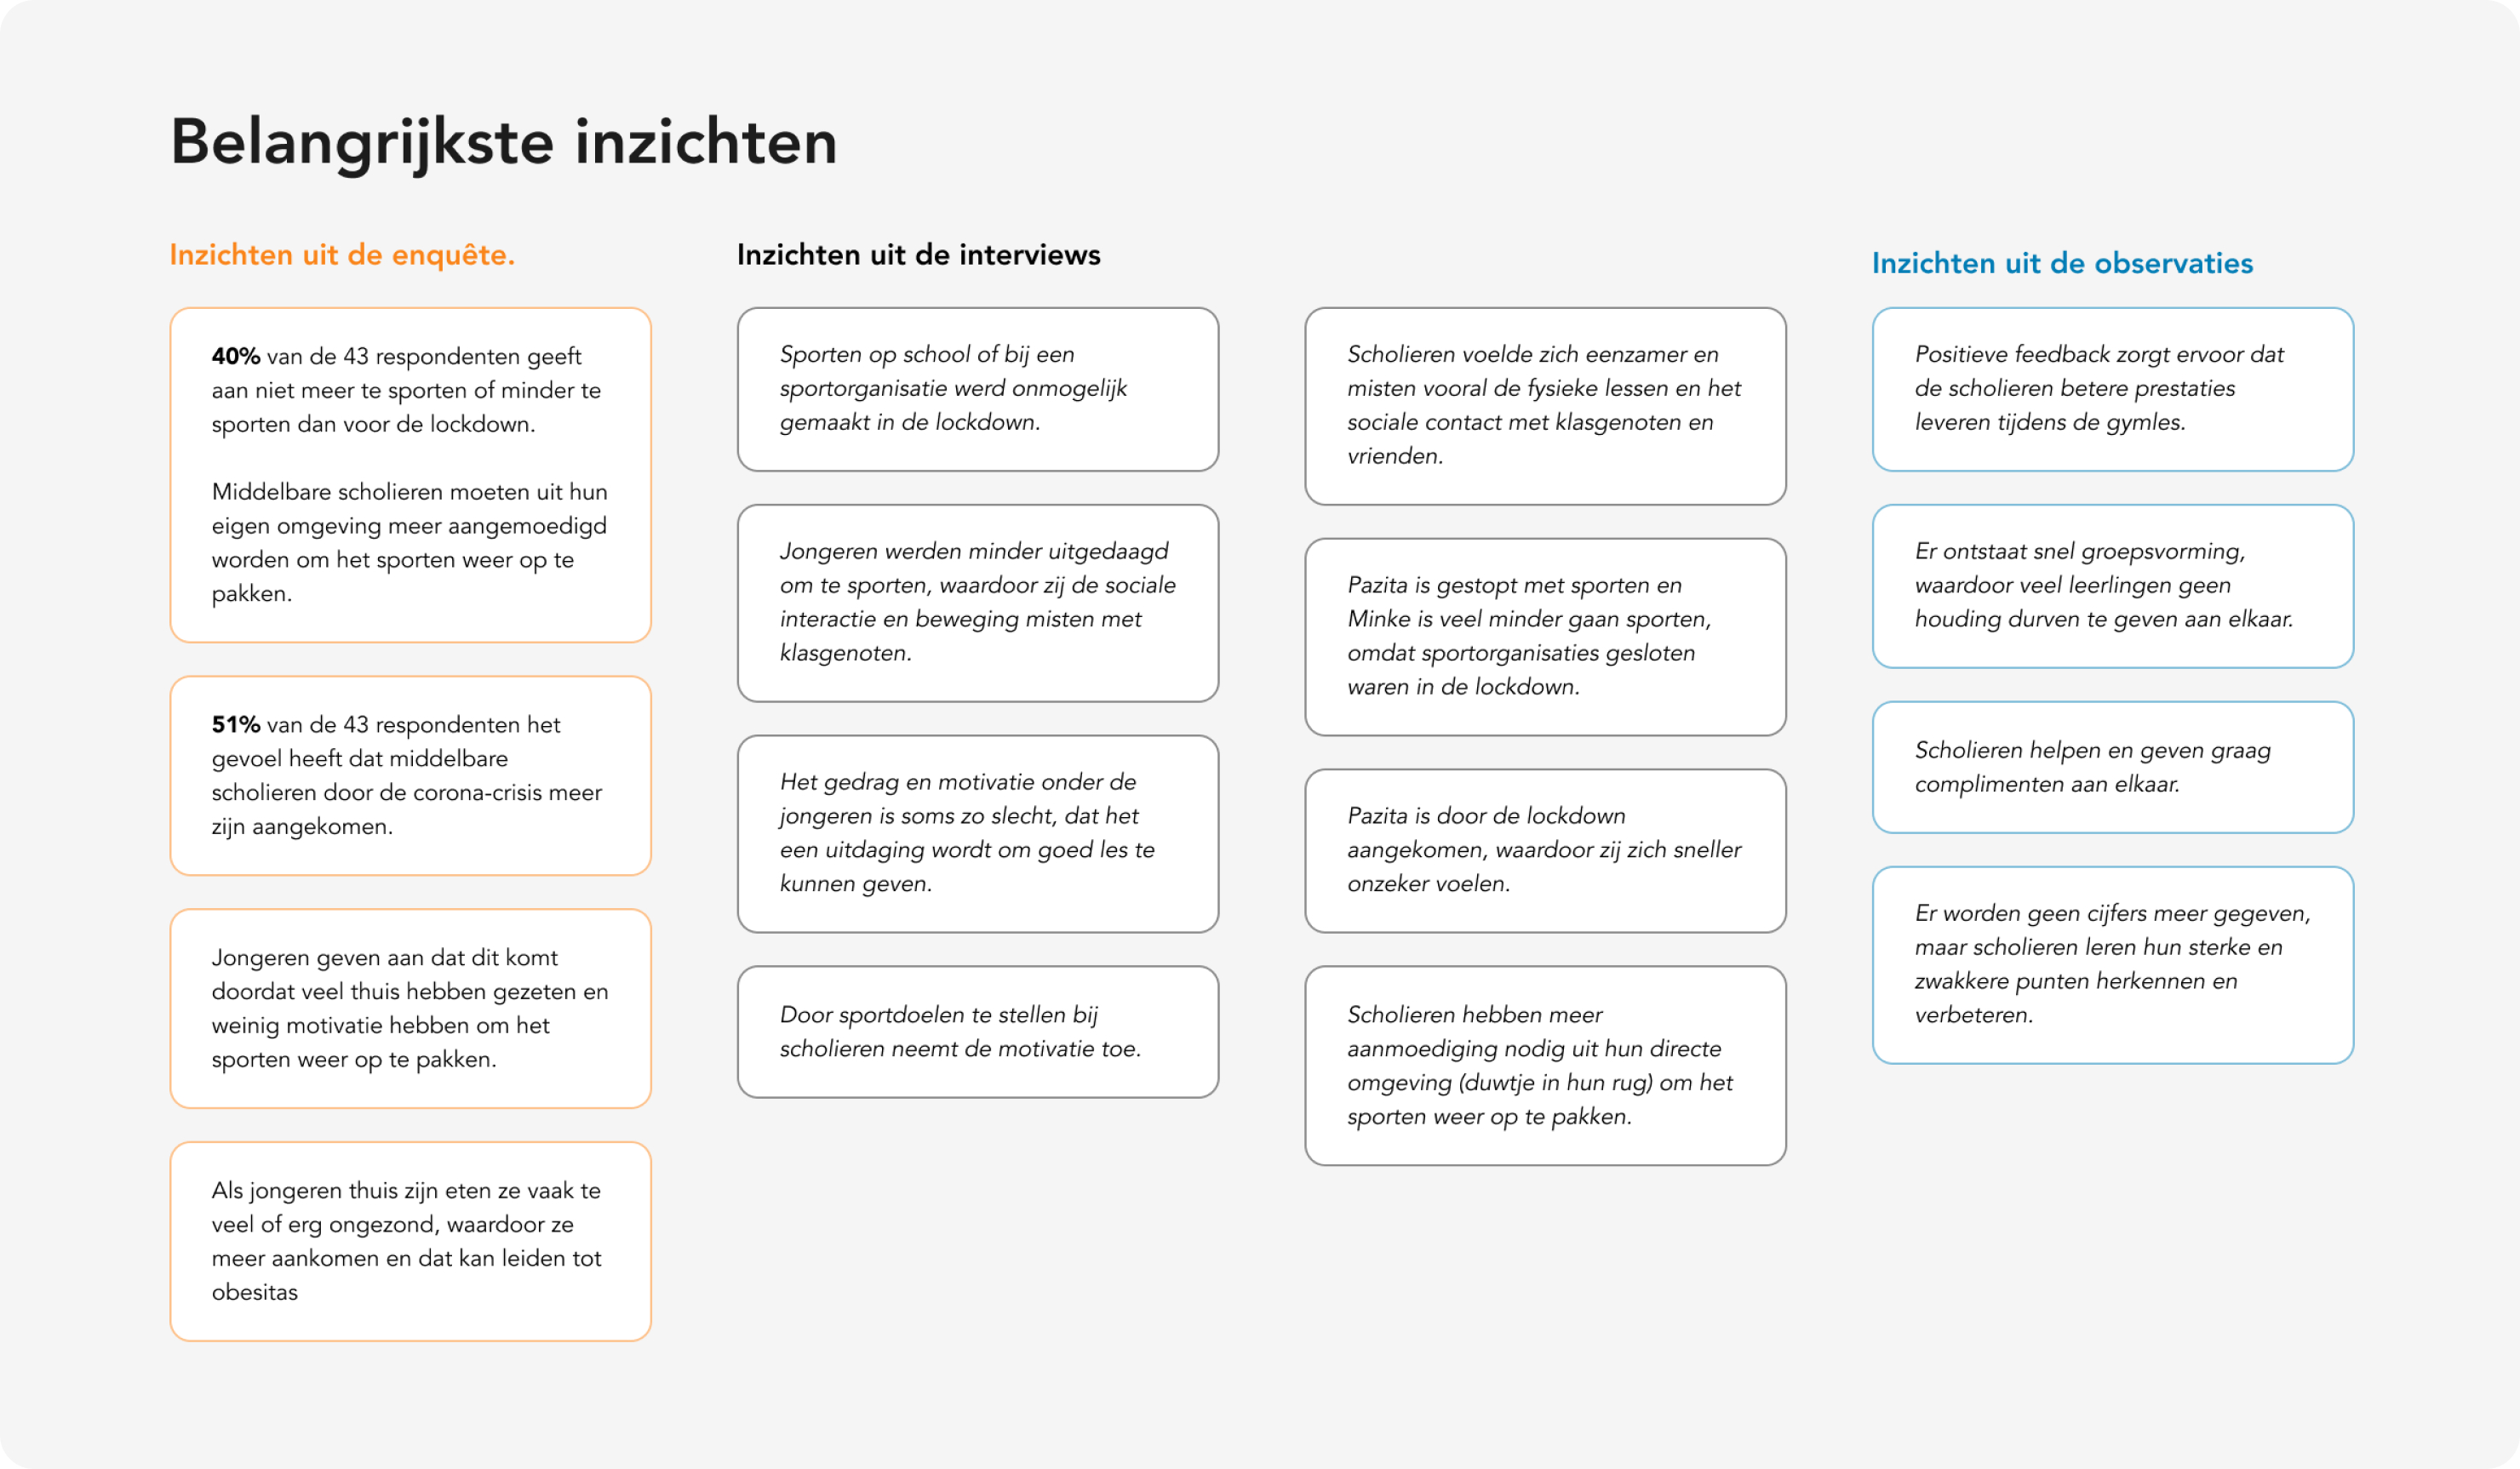 Belangrijkste inzichten
Inzichten uit de enquête.
40% van de 43 respondenten geeft
aan niet meer te sporten of minder te
sporten dan voor de lockdown.
Middelbare scholieren moeten uit hun
eigen omgeving meer aangemoedigd
worden om het sporten weer op te
pakken.
51% van de 43 respondenten het
gevoel heeft dat middelbare
scholieren door de corona-crisis meer
zijn aangekomen.
Jongeren geven aan dat dit komt
doordat veel thuis hebben gezeten en
weinig motivatie hebben om het
sporten weer op te pakken.
Als jongeren thuis zijn eten ze vaak te
veel of erg ongezond, waardoor ze
meer aankomen en dat kan leiden tot
obesitas
Inzichten uit de interviews
Sporten op school of bij een
sportorganisatie werd onmogelijk
gemaakt in de lockdown.
Jongeren werden minder uitgedaagd
om te sporten, waardoor zij de sociale
interactie en beweging misten met
klasgenoten.
Het gedrag en motivatie onder de
jongeren is soms zo slecht, dat het
een uitdaging wordt om goed les te
kunnen geven.
Door sportdoelen te stellen bij
scholieren neemt de motivatie toe.
Scholieren voelde zich eenzamer en
misten vooral de fysieke lessen en het
sociale contact met klasgenoten en
vrienden.
Pazita is gestopt met sporten en
Minke is veel minder gaan sporten,
omdat sportorganisaties gesloten
waren in de lockdown.
Pazita is door de lockdown
aangekomen, waardoor zij zich sneller
onzeker voelen.
Scholieren hebben meer
aanmoediging nodig uit hun directe
omgeving (duwtje in hun rug) om het
sporten weer op te pakken.
Inzichten uit de observaties
Positieve feedback zorgt ervoor dat
de scholieren betere prestaties
leveren tijdens de gymles.
Er ontstaat snel groepsvorming,
waardoor veel leerlingen geen
houding durven te geven aan elkaar.
Scholieren helpen en geven graag
complimenten aan elkaar.
Er worden geen cijfers meer gegeven,
maar scholieren leren hun sterke en
zwakkere punten herkennen en
verbeteren.